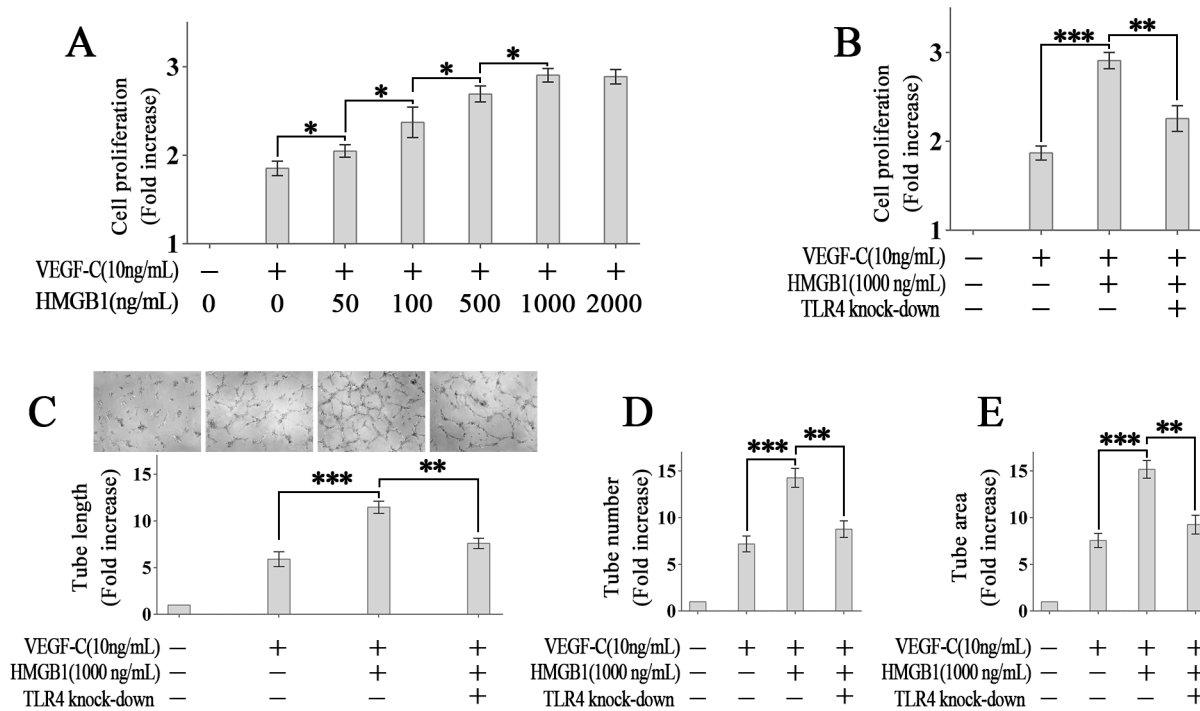 A
Cell proliferation
(Fold increase)
3
2
1
* * * *
VEGF-C(10ng/mL) — + + + + + +
HMGB1(ng/mL) 0 0 50 100 500 1000 2000
B
Cell proliferation
(Fold increase)
3
2
1
*** **
VEGF-C(10ng/mL) — + + +
HMGB1(1000 ng/mL) — — + +
TLR4 knock-down — — — +
C
Tube length
(Fold increase)
15
10
5
0
*** **
VEGF-C(10ng/mL) — + + +
HMGB1(1000 ng/mL) — — + +
TLR4 knock-down — — — +
D
Tube number
(Fold increase)
15
10
5
0
*** **
VEGF-C(10ng/mL) — + + +
HMGB1(1000 ng/mL) — — + +
TLR4 knock-down — — — +
E
Tube area
(Fold increase)
15
10
5
0
*** **
VEGF-C(10ng/mL) — + + +
HMGB1(1000 ng/mL) — — + +
TLR4 knock-down — — — +